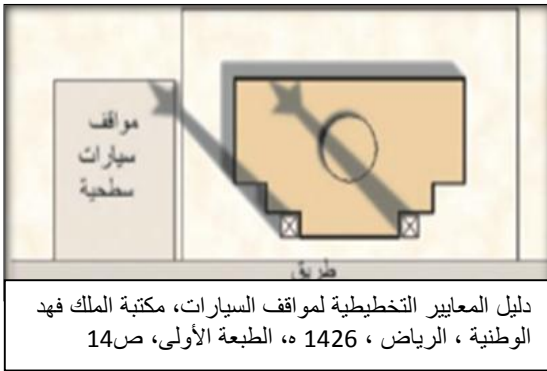 مواقف
سيارات
سطحية
طريق
دليل المعايير التخطيطية لمواقف السيارات، مكتبة الملك فهد
الوطنية ، الرياض ، 1426 ه، الطبعة الأولى، ص14